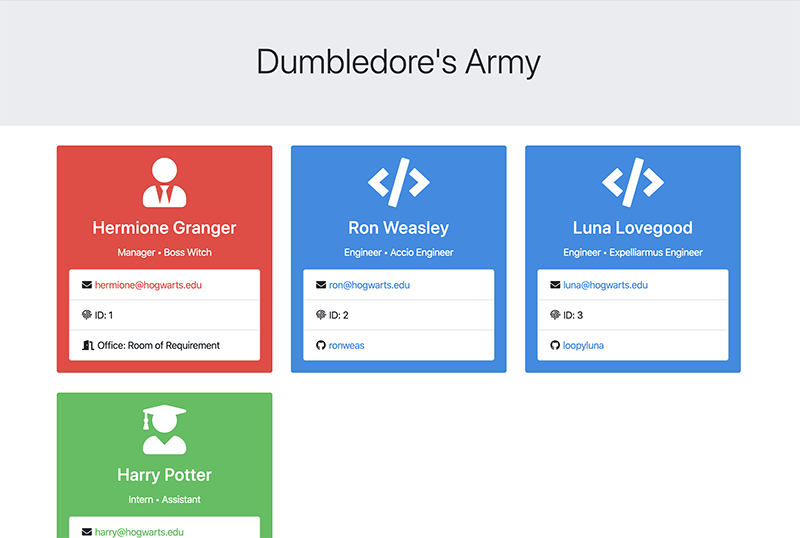 Dumbledore's Army
Hermione Granger
Manager • Boss Witch
hermione@hogwarts.edu
ID: 1
Office: Room of Requirement
Ron Weasley
Engineer • Accio Engineer
ron@hogwarts.edu
ID: 2
ronweas
Luna Lovegood
Engineer • Expelliarmus Engineer
luna@hogwarts.edu
ID: 3
loopyluna
Harry Potter
Intern • Assistant
harry@hogwarts.edu